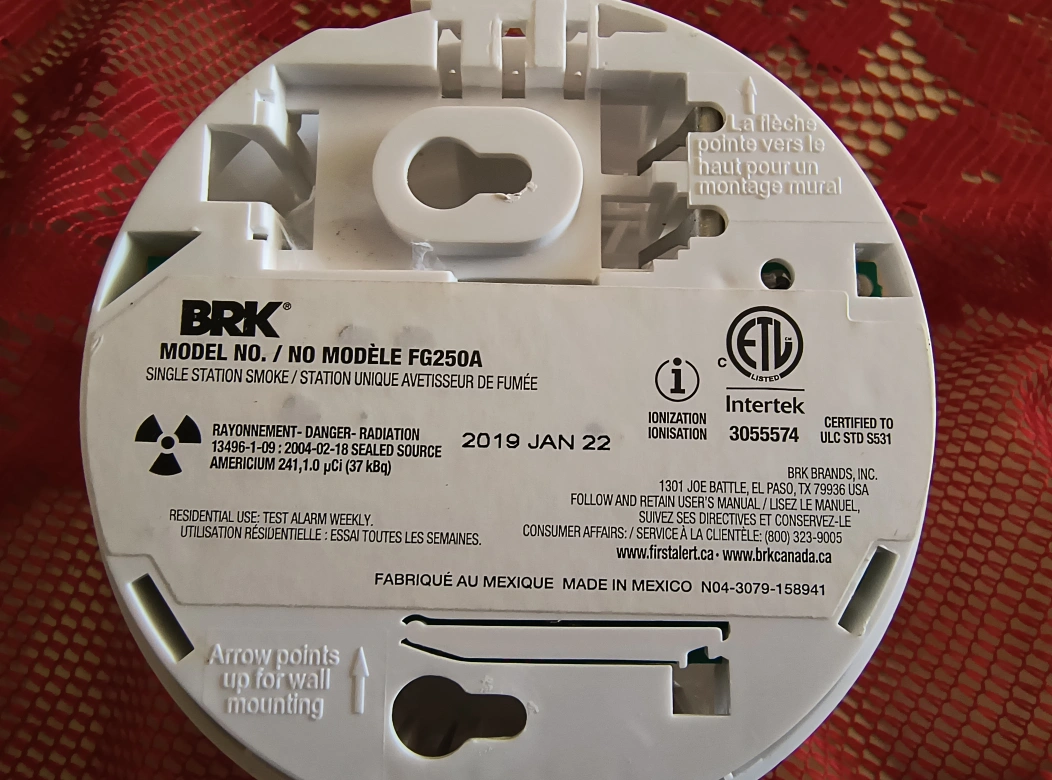 La flèche
pointe vers le
haut pour un
montage mural
BRK®
MODEL NO. / NO MODÈLE FG250A
SINGLE STATION SMOKE / STATION UNIQUE AVETISSEUR DE FUMÉE
RAYONNEMENT- DANGER- RADIATION
13496-1-09 : 2004-02-18 SEALED SOURCE
AMERICIUM 241,1.0 µCi (37 kBq)
2019 JAN 22
i
IONIZATION
IONISATION
C ETL CM
LISTED
Intertek
3055574
CERTIFIED TO
ULC STD S531
RESIDENTIAL USE: TEST ALARM WEEKLY.
UTILISATION RÉSIDENTIELLE : ESSAI TOUTES LES SEMAINES.
BRK BRANDS, INC.
1301 JOE BATTLE, EL PASO, TX 79936 USA
FOLLOW AND RETAIN USER'S MANUAL / LISEZ LE MANUEL,
SUIVEZ SES DIRECTIVES ET CONSERVEZ-LE
CONSUMER AFFAIRS: / SERVICE À LA CLIENTÈLE: (800) 323-9005
www.firstalert.ca • www.brkcanada.ca
FABRIQUÉ AU MEXIQUE MADE IN MEXICO N04-3079-158941
Arrow points
up for wall
mounting